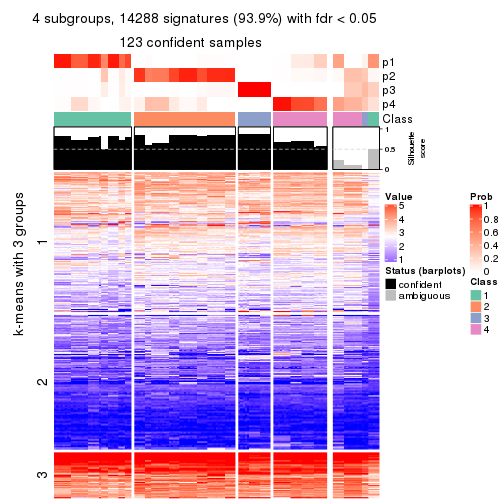 4 subgroups, 14288 signatures (93.9%) with fdr < 0.05
123 confident samples
p1
p2
p3
p4
Class
1
0.5
0
Silhouette
score
k-means with 3 groups
1
2
3
Value
5
4
3
2
1
Status (barplots)
confident
ambiguous
Prob
1
0.8
0.6
0.4
0.2
0
Class
1
2
3
4